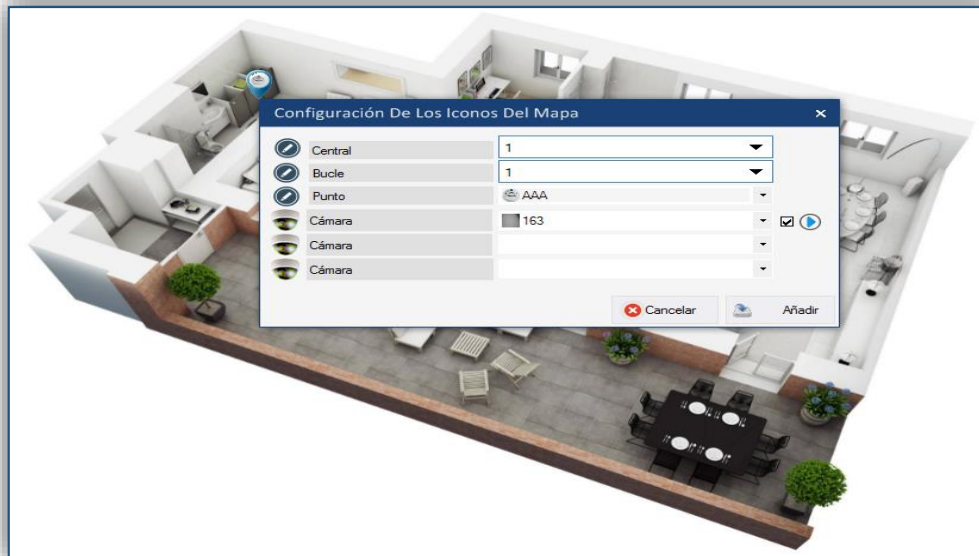 Configuración De Los Iconos Del Mapa
Central 1
Bucle 1
Punto AAA
Cámara 163
Cámara
Cámara
Cancelar Añadir